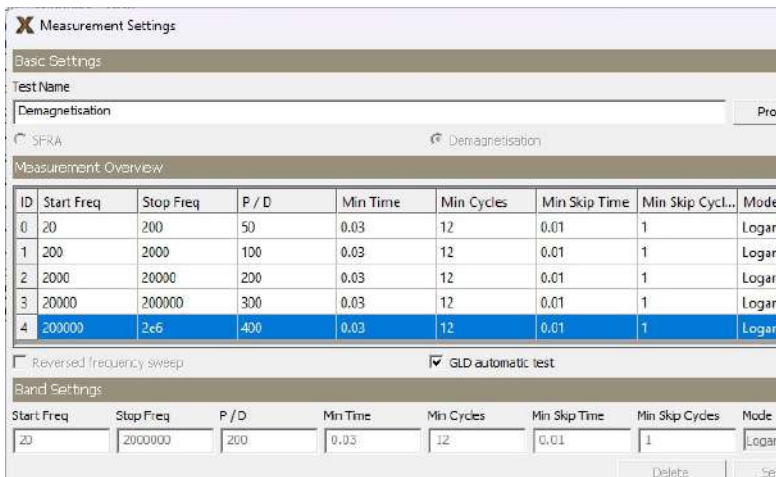 Measurement Settings
Basic Settings
Test Name
Demagnetisation Pro
SFRA Demagnetisation
Measurement Overview
ID Start Freq Stop Freq P / D Min Time Min Cycles Min Skip Time Min Skip Cycl... Mode
0 20 200 50 0.03 12 0.01 1 Logar
1 200 2000 100 0.03 12 0.01 1 Logar
2 2000 20000 200 0.03 12 0.01 1 Logar
3 20000 200000 300 0.03 12 0.01 1 Logar
4 200000 2e6 400 0.03 12 0.01 1 Logar
Reversed frequency sweep GLD automatic test
Band Settings
Start Freq Stop Freq P / D Min Time Min Cycles Min Skip Time Min Skip Cycles Mode
20 2000000 200 0.03 12 0.01 1 Logar
Delete Se